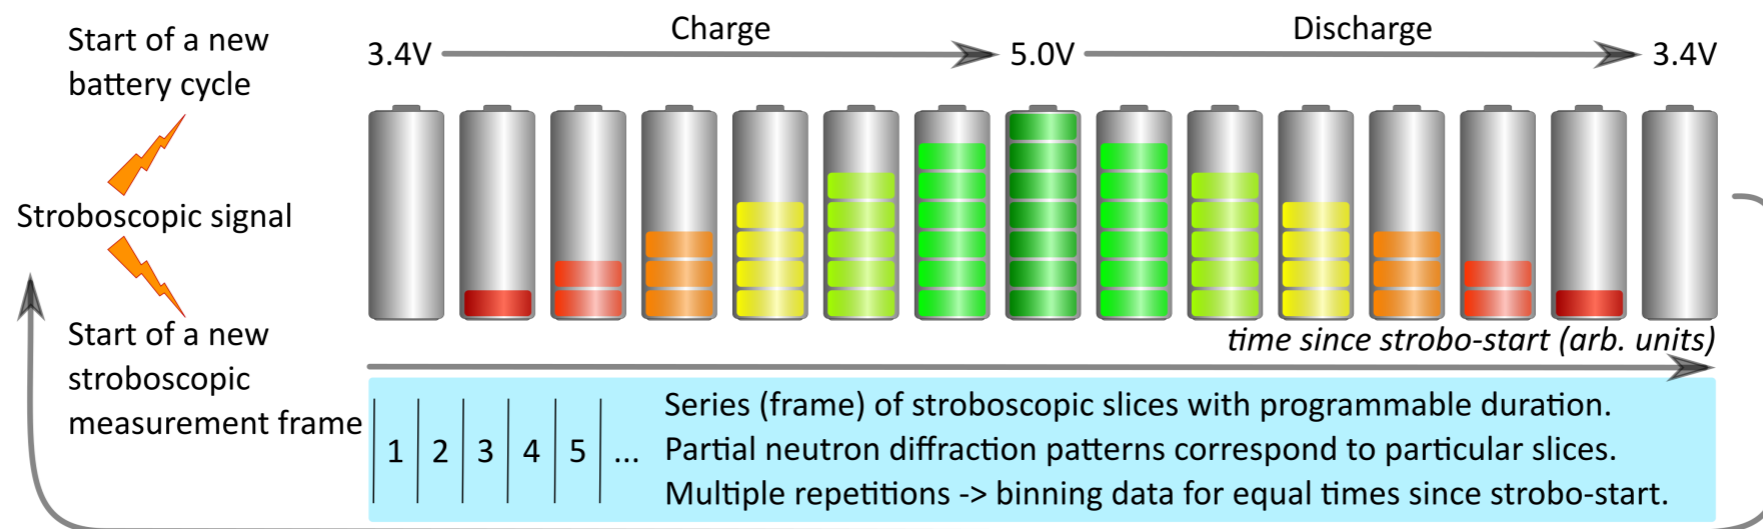 Start of a new
battery cycle
Stroboscopic signal
Start of a new
stroboscopic
measurement frame
3.4V
Charge
5.0V
Discharge
3.4V
time since strobo-start (arb. units)
1 2 3 4 5 ...
Series (frame) of stroboscopic slices with programmable duration.
Partial neutron diffraction patterns correspond to particular slices.
Multiple repetitions -> binning data for equal times since strobo-start.